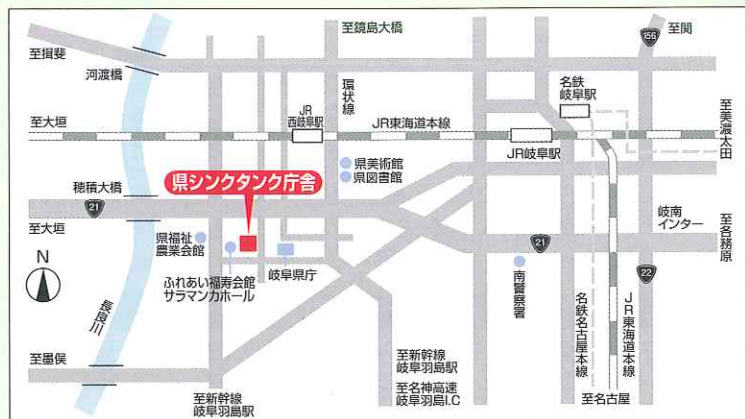 至鏡島大橋
156
至関
至揖斐
河渡橋
環状線
名鉄
岐阜駅
JR
西岐阜駅
至大垣
JR東海道本線
JR岐阜駅
至美濃太田
県美術館
県図書館
県シンクタンク庁舎
穂積大橋
21
至大垣
岐南
インター
至各務原
県福祉
農業会館
21
N
ふれあい福寿会館
サラマンカホール
岐阜県庁
南警察署
22
長良川
名鉄名古屋本線
JR東海道本線
至墨俣
至新幹線
岐阜羽島駅
至新幹線
岐阜羽島駅
至名神高速
岐阜羽島I.C
至名古屋